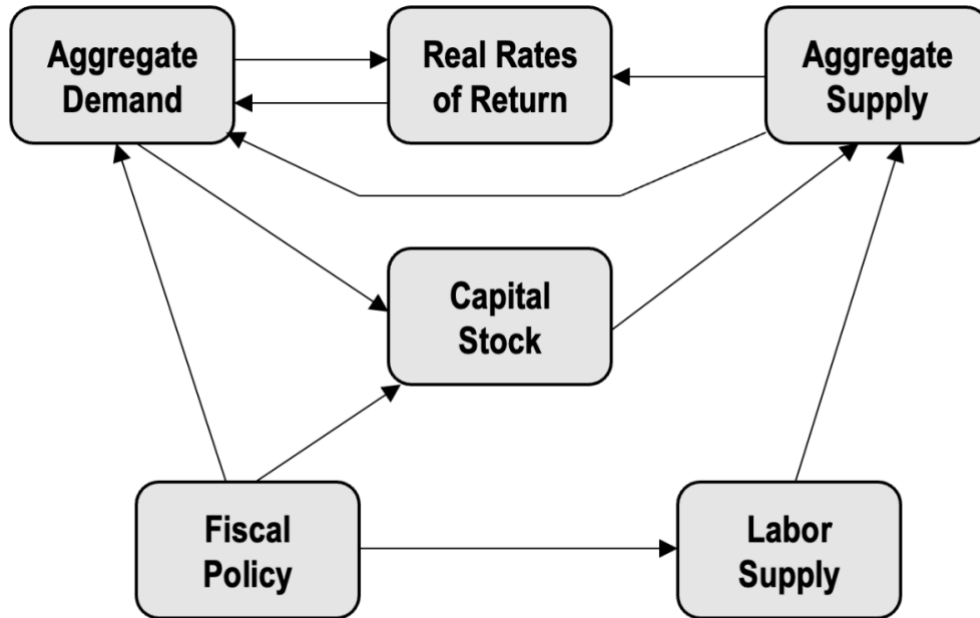 Aggregate
Demand
Real Rates
of Return
Aggregate
Supply
Capital
Stock
Fiscal
Policy
Labor
Supply